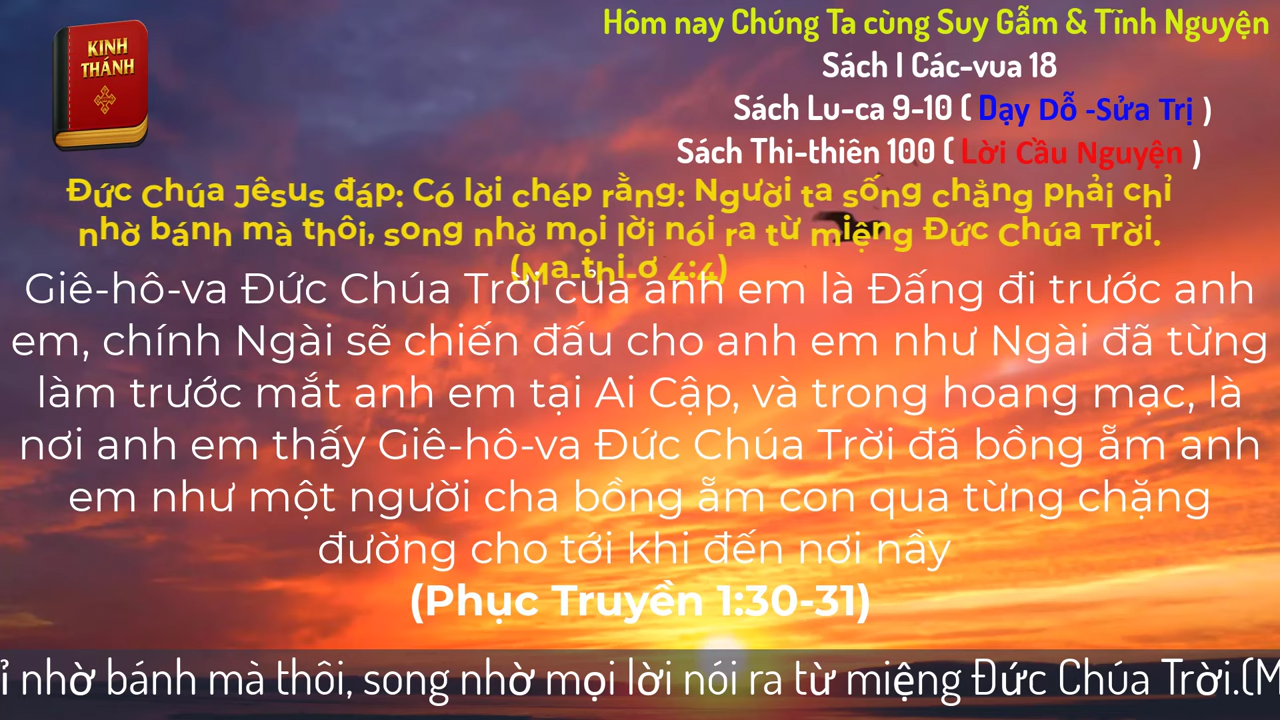 KINH
THÁNH
Hôm nay Chúng Ta cùng Suy Gẫm & Tĩnh Nguyện
Sách I Các-vua 18
Sách Lu-ca 9-10 ( Dạy Dỗ -Sửa Trị )
Sách Thi-thiên 100 ( Lời Cầu Nguyện )
Đức Chúa Jêsus đáp: Có lời chép rằng: Người ta sống chẳng phải chỉ
nhờ bánh mà thôi, song nhờ mọi lời nói ra từ miệng Đức Chúa Trời.
(Ma-thi-ơ 4:4)
Giê-hô-va Đức Chúa Trời của anh em là Đấng đi trước anh
em, chính Ngài sẽ chiến đấu cho anh em như Ngài đã từng
làm trước mắt anh em tại Ai Cập, và trong hoang mạc, là
nơi anh em thấy Giê-hô-va Đức Chúa Trời đã bồng ẵm anh
em như một người cha bồng ẵm con qua từng chặng
đường cho tới khi đến nơi nầy
(Phục Truyền 1:30-31)
ỉ nhờ bánh mà thôi, song nhờ mọi lời nói ra từ miệng Đức Chúa Trời.(M